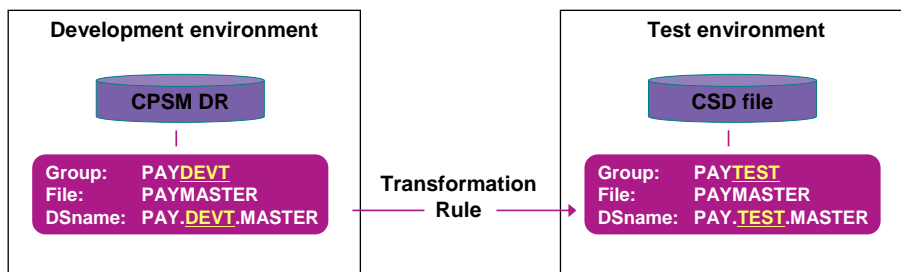 Development environment
CPSM DR
Group: PAYDEVT
File: PAYMASTER
DSname: PAY.DEVT.MASTER
Transformation
Rule
Test environment
CSD file
Group: PAYTEST
File: PAYMASTER
DSname: PAY.TEST.MASTER